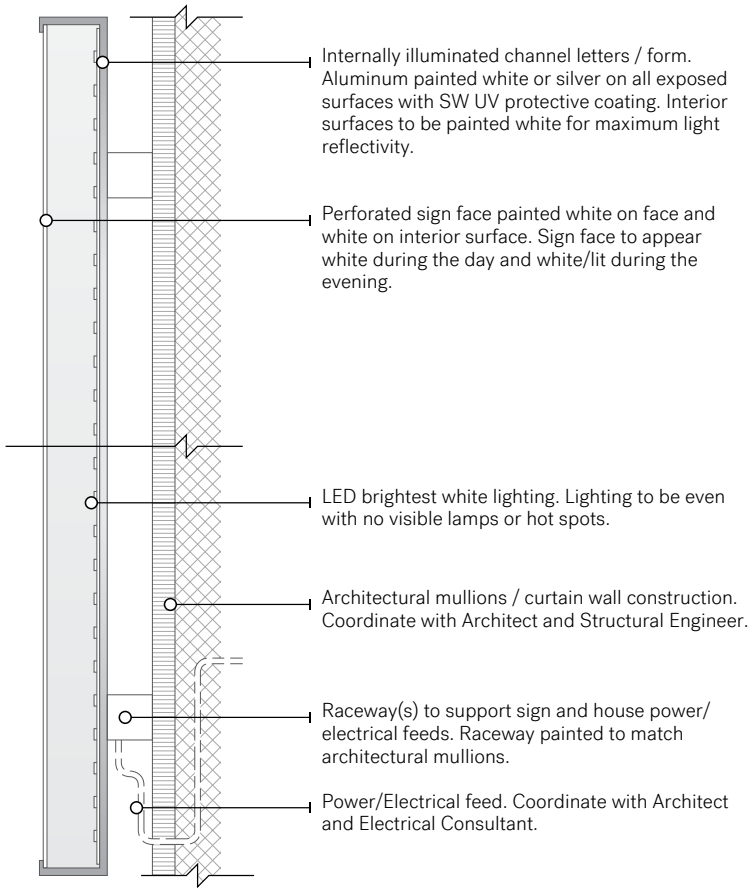 Internally illuminated channel letters / form.
Aluminum painted white or silver on all exposed
surfaces with SW UV protective coating. Interior
surfaces to be painted white for maximum light
reflectivity.
Perforated sign face painted white on face and
white on interior surface. Sign face to appear
white during the day and white/lit during the
evening.
LED brightest white lighting. Lighting to be even
with no visible lamps or hot spots.
Architectural mullions / curtain wall construction.
Coordinate with Architect and Structural Engineer.
Raceway(s) to support sign and house power/
electrical feeds. Raceway painted to match
architectural mullions.
Power/Electrical feed. Coordinate with Architect
and Electrical Consultant.